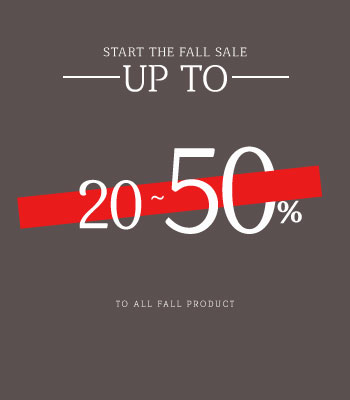 START THE FALL SALE
UP TO
20 ~ 50%
TO ALL FALL PRODUCT